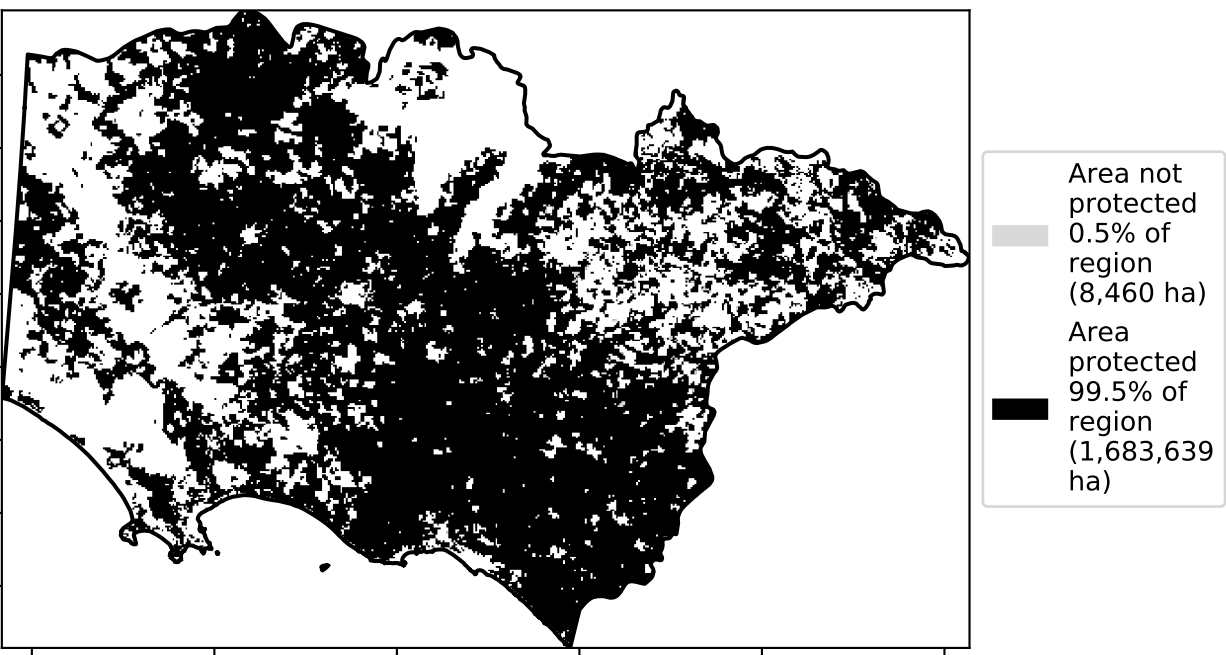 Area not
protected
0.5% of
region
(8,460 ha)
Area
protected
99.5% of
region
(1,683,639
ha)